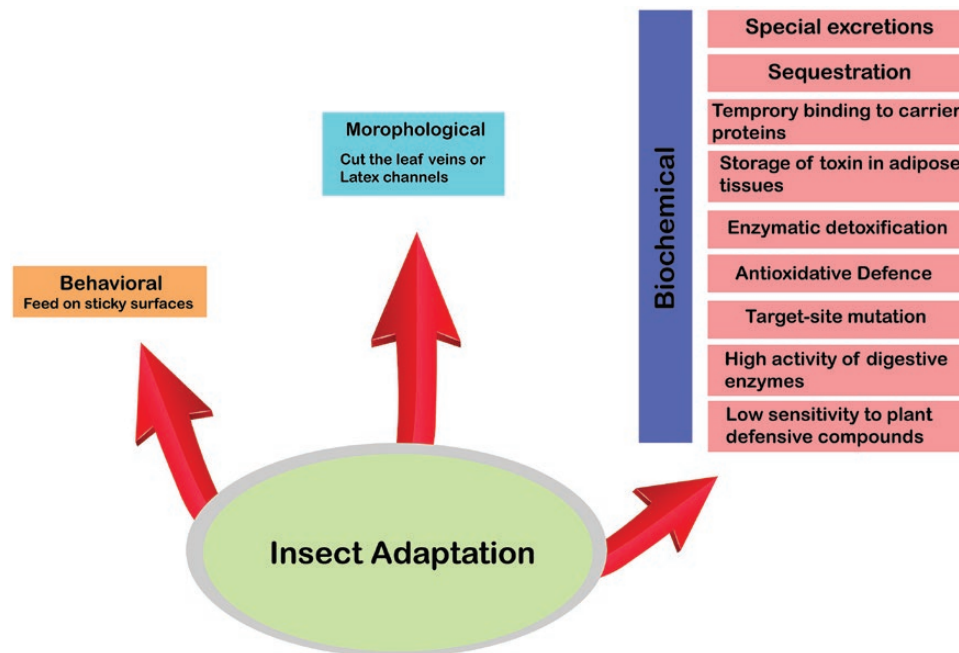 Special excretions
Sequestration
Temprory binding to carrier
proteins
Storage of toxin in adipose
tissues
Enzymatic detoxification
Antioxidative Defence
Target-site mutation
High activity of digestive
enzymes
Low sensitivity to plant
defensive compounds
Biochemical
Morophological
Cut the leaf veins or
Latex channels
Behavioral
Feed on sticky surfaces
Insect Adaptation